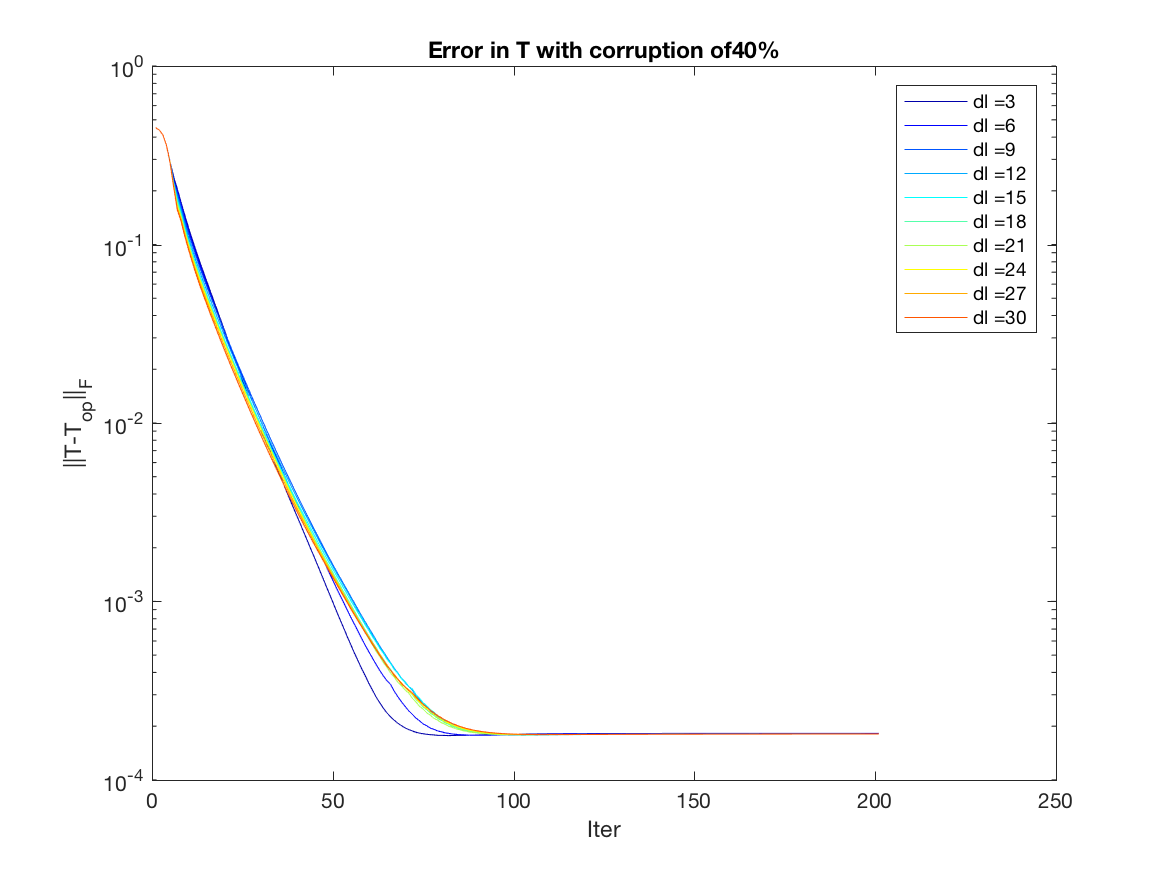 Error in T with corruption of40%
10^0
10^-1
10^-2
10^-3
10^-4
||T-T_op||_F
0
50
100
150
200
250
Iter
dl =3
dl =6
dl =9
dl =12
dl =15
dl =18
dl =21
dl =24
dl =27
dl =30